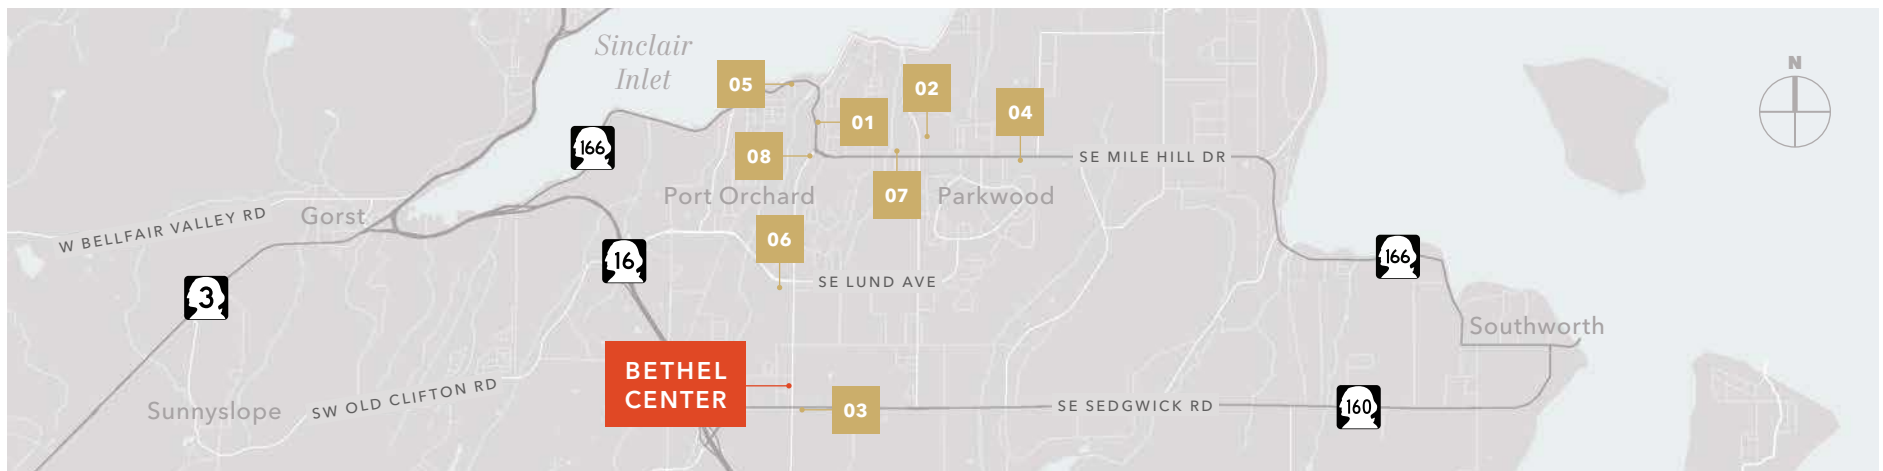 Sinclair
Inlet
N
05
02
04
01
166
08
SE MILE HILL DR
07
Port Orchard
Parkwood
W BELLFAIR VALLEY RD
Gorst
06
16
166
SE LUND AVE
3
Southworth
BETHEL
CENTER
SW OLD CLIFTON RD
Sunnyslope
03
SE SEDGWICK RD
160